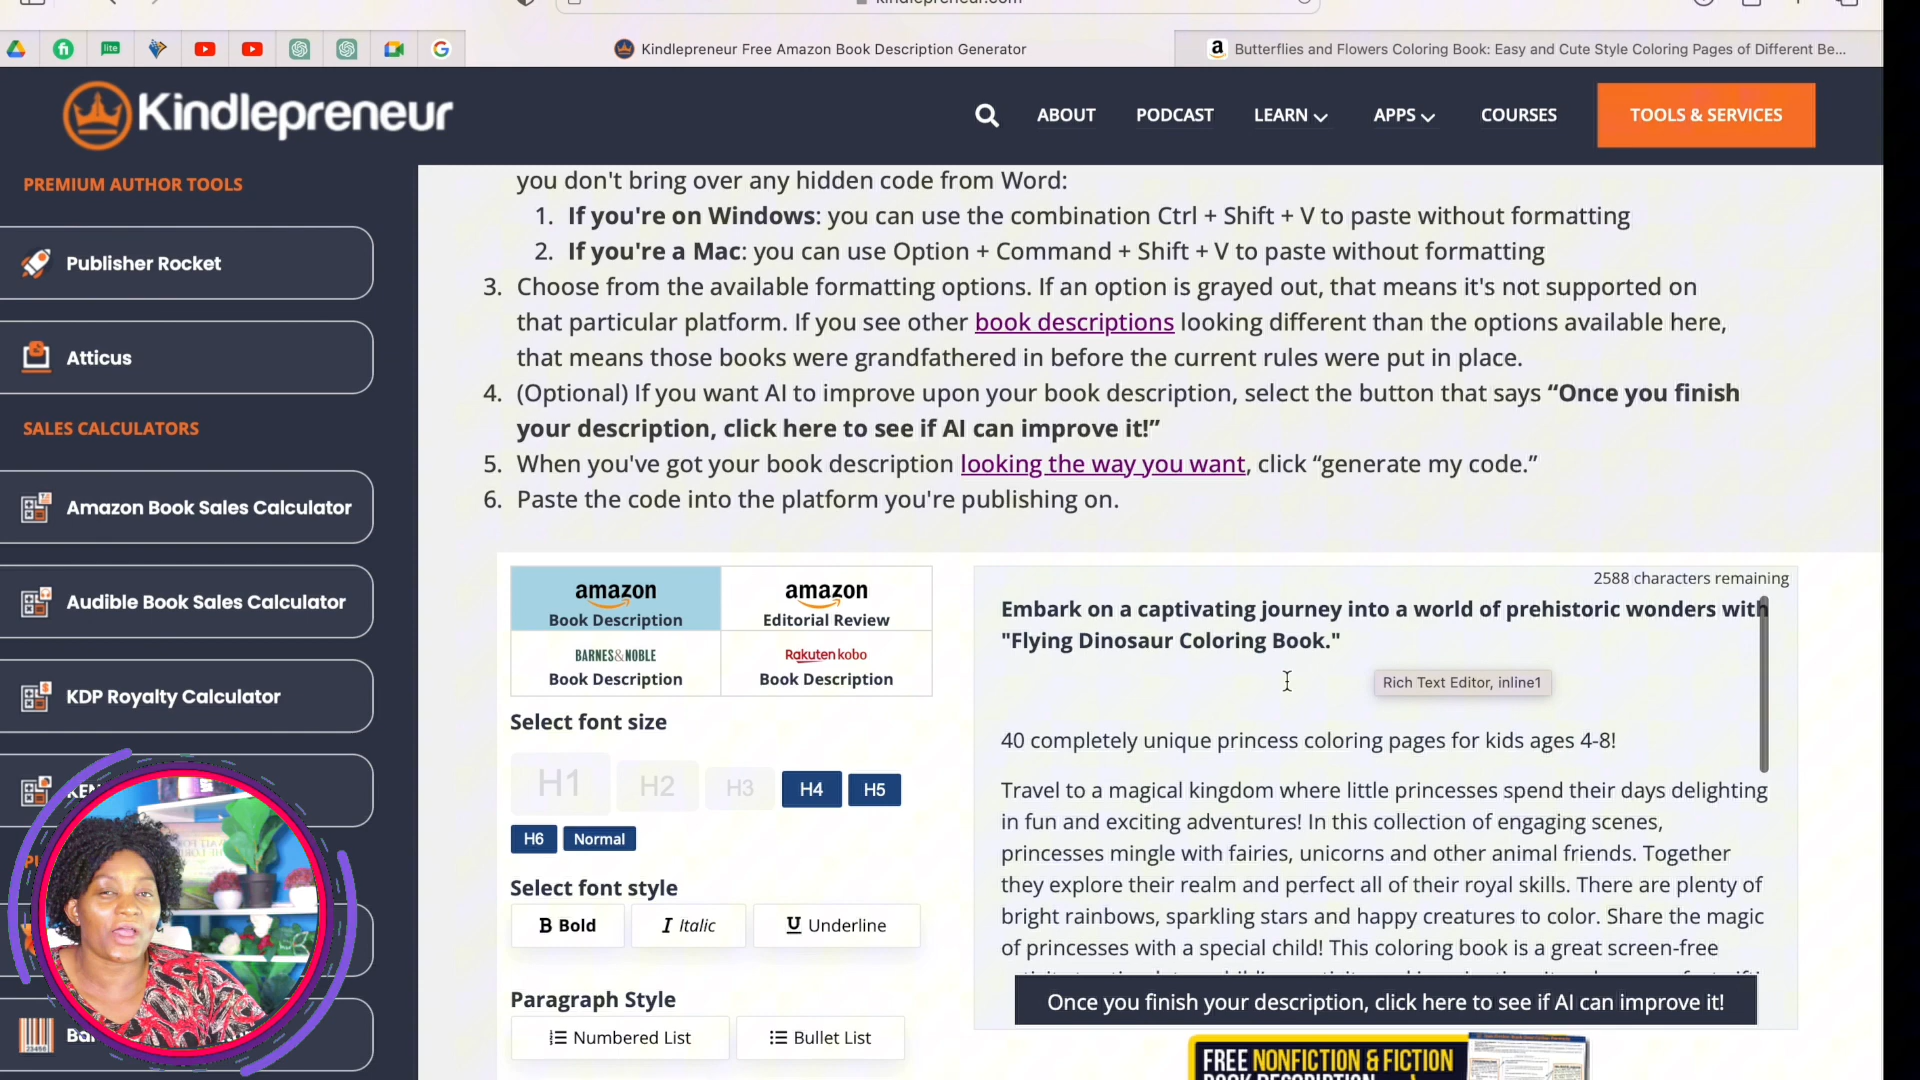 kindlepreneur.com
lite
Kindlepreneur Free Amazon Book Description Generator
Butterflies and Flowers Coloring Book: Easy and Cute Style Coloring Pages of Different Be...
Kindlepreneur
ABOUT
PODCAST
LEARN
APPS
COURSES
TOOLS & SERVICES
PREMIUM AUTHOR TOOLS
Publisher Rocket
Atticus
SALES CALCULATORS
Amazon Book Sales Calculator
Audible Book Sales Calculator
KDP Royalty Calculator
you don't bring over any hidden code from Word:
1. If you're on Windows: you can use the combination Ctrl + Shift + V to paste without formatting
2. If you're a Mac: you can use Option + Command + Shift + V to paste without formatting
3. Choose from the available formatting options. If an option is grayed out, that means it's not supported on
that particular platform. If you see other book descriptions looking different than the options available here,
that means those books were grandfathered in before the current rules were put in place.
4. (Optional) If you want AI to improve upon your book description, select the button that says “Once you finish
your description, click here to see if AI can improve it!”
5. When you've got your book description looking the way you want, click “generate my code.”
6. Paste the code into the platform you're publishing on.
amazon
Book Description
amazon
Editorial Review
BARNES&NOBLE
Book Description
Rakuten kobo
Book Description
Select font size
H1
H2
H3
H4
H5
H6
Normal
Select font style
B Bold
I Italic
U Underline
Paragraph Style
Numbered List
Bullet List
2588 characters remaining
Embark on a captivating journey into a world of prehistoric wonders with
"Flying Dinosaur Coloring Book."
Rich Text Editor, inline1
40 completely unique princess coloring pages for kids ages 4-8!
Travel to a magical kingdom where little princesses spend their days delighting
in fun and exciting adventures! In this collection of engaging scenes,
princesses mingle with fairies, unicorns and other animal friends. Together
they explore their realm and perfect all of their royal skills. There are plenty of
bright rainbows, sparkling stars and happy creatures to color. Share the magic
of princesses with a special child! This coloring book is a great screen-free
Once you finish your description, click here to see if AI can improve it!
FREE NONFICTION & FICTION
BOOK DESCRIPTION